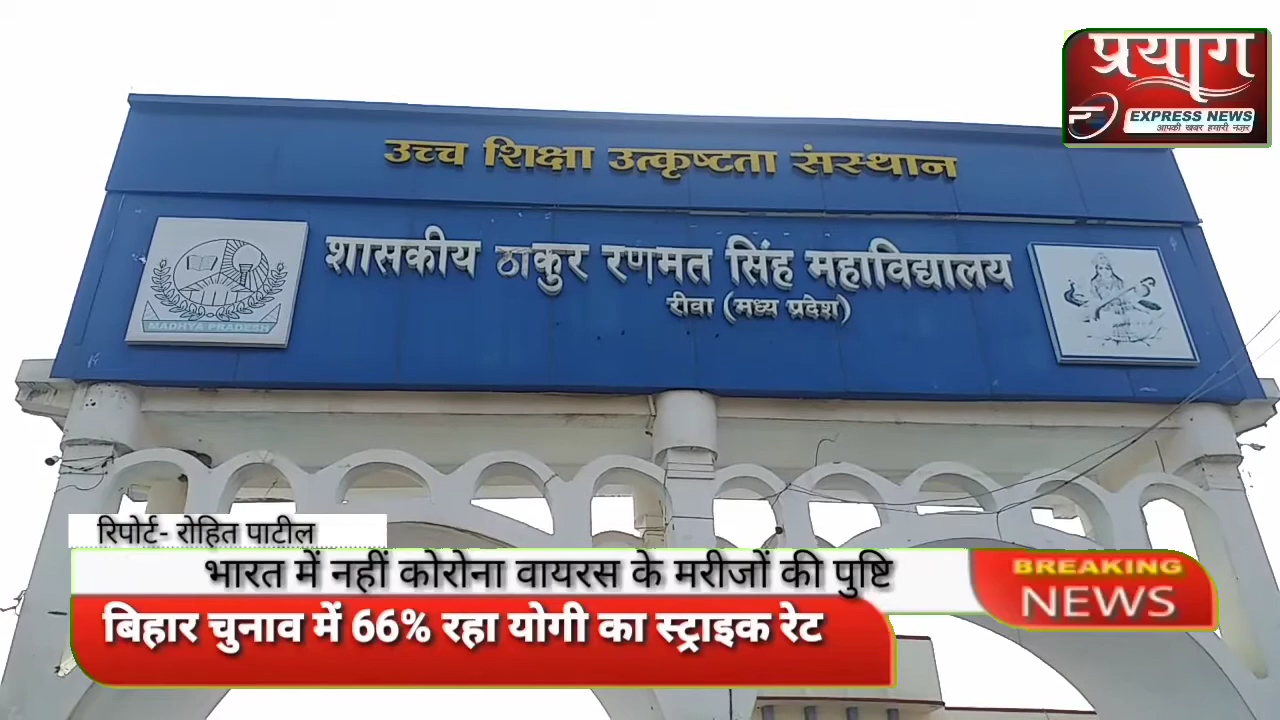 प्रयाग
EXPRESS NEWS
आपकी खबर हमारी नज़र
उच्च शिक्षा उत्कृष्टता संस्थान
शासकीय ठाकुर रणमत सिंह महाविद्यालय
रीवा (मध्य प्रदेश)
MADHYA PRADESH
रिपोर्ट- रोहित पाटील
भारत में नहीं कोरोना वायरस के मरीजों की पुष्टि
BREAKING
NEWS
बिहार चुनाव में 66% रहा योगी का स्ट्राइक रेट